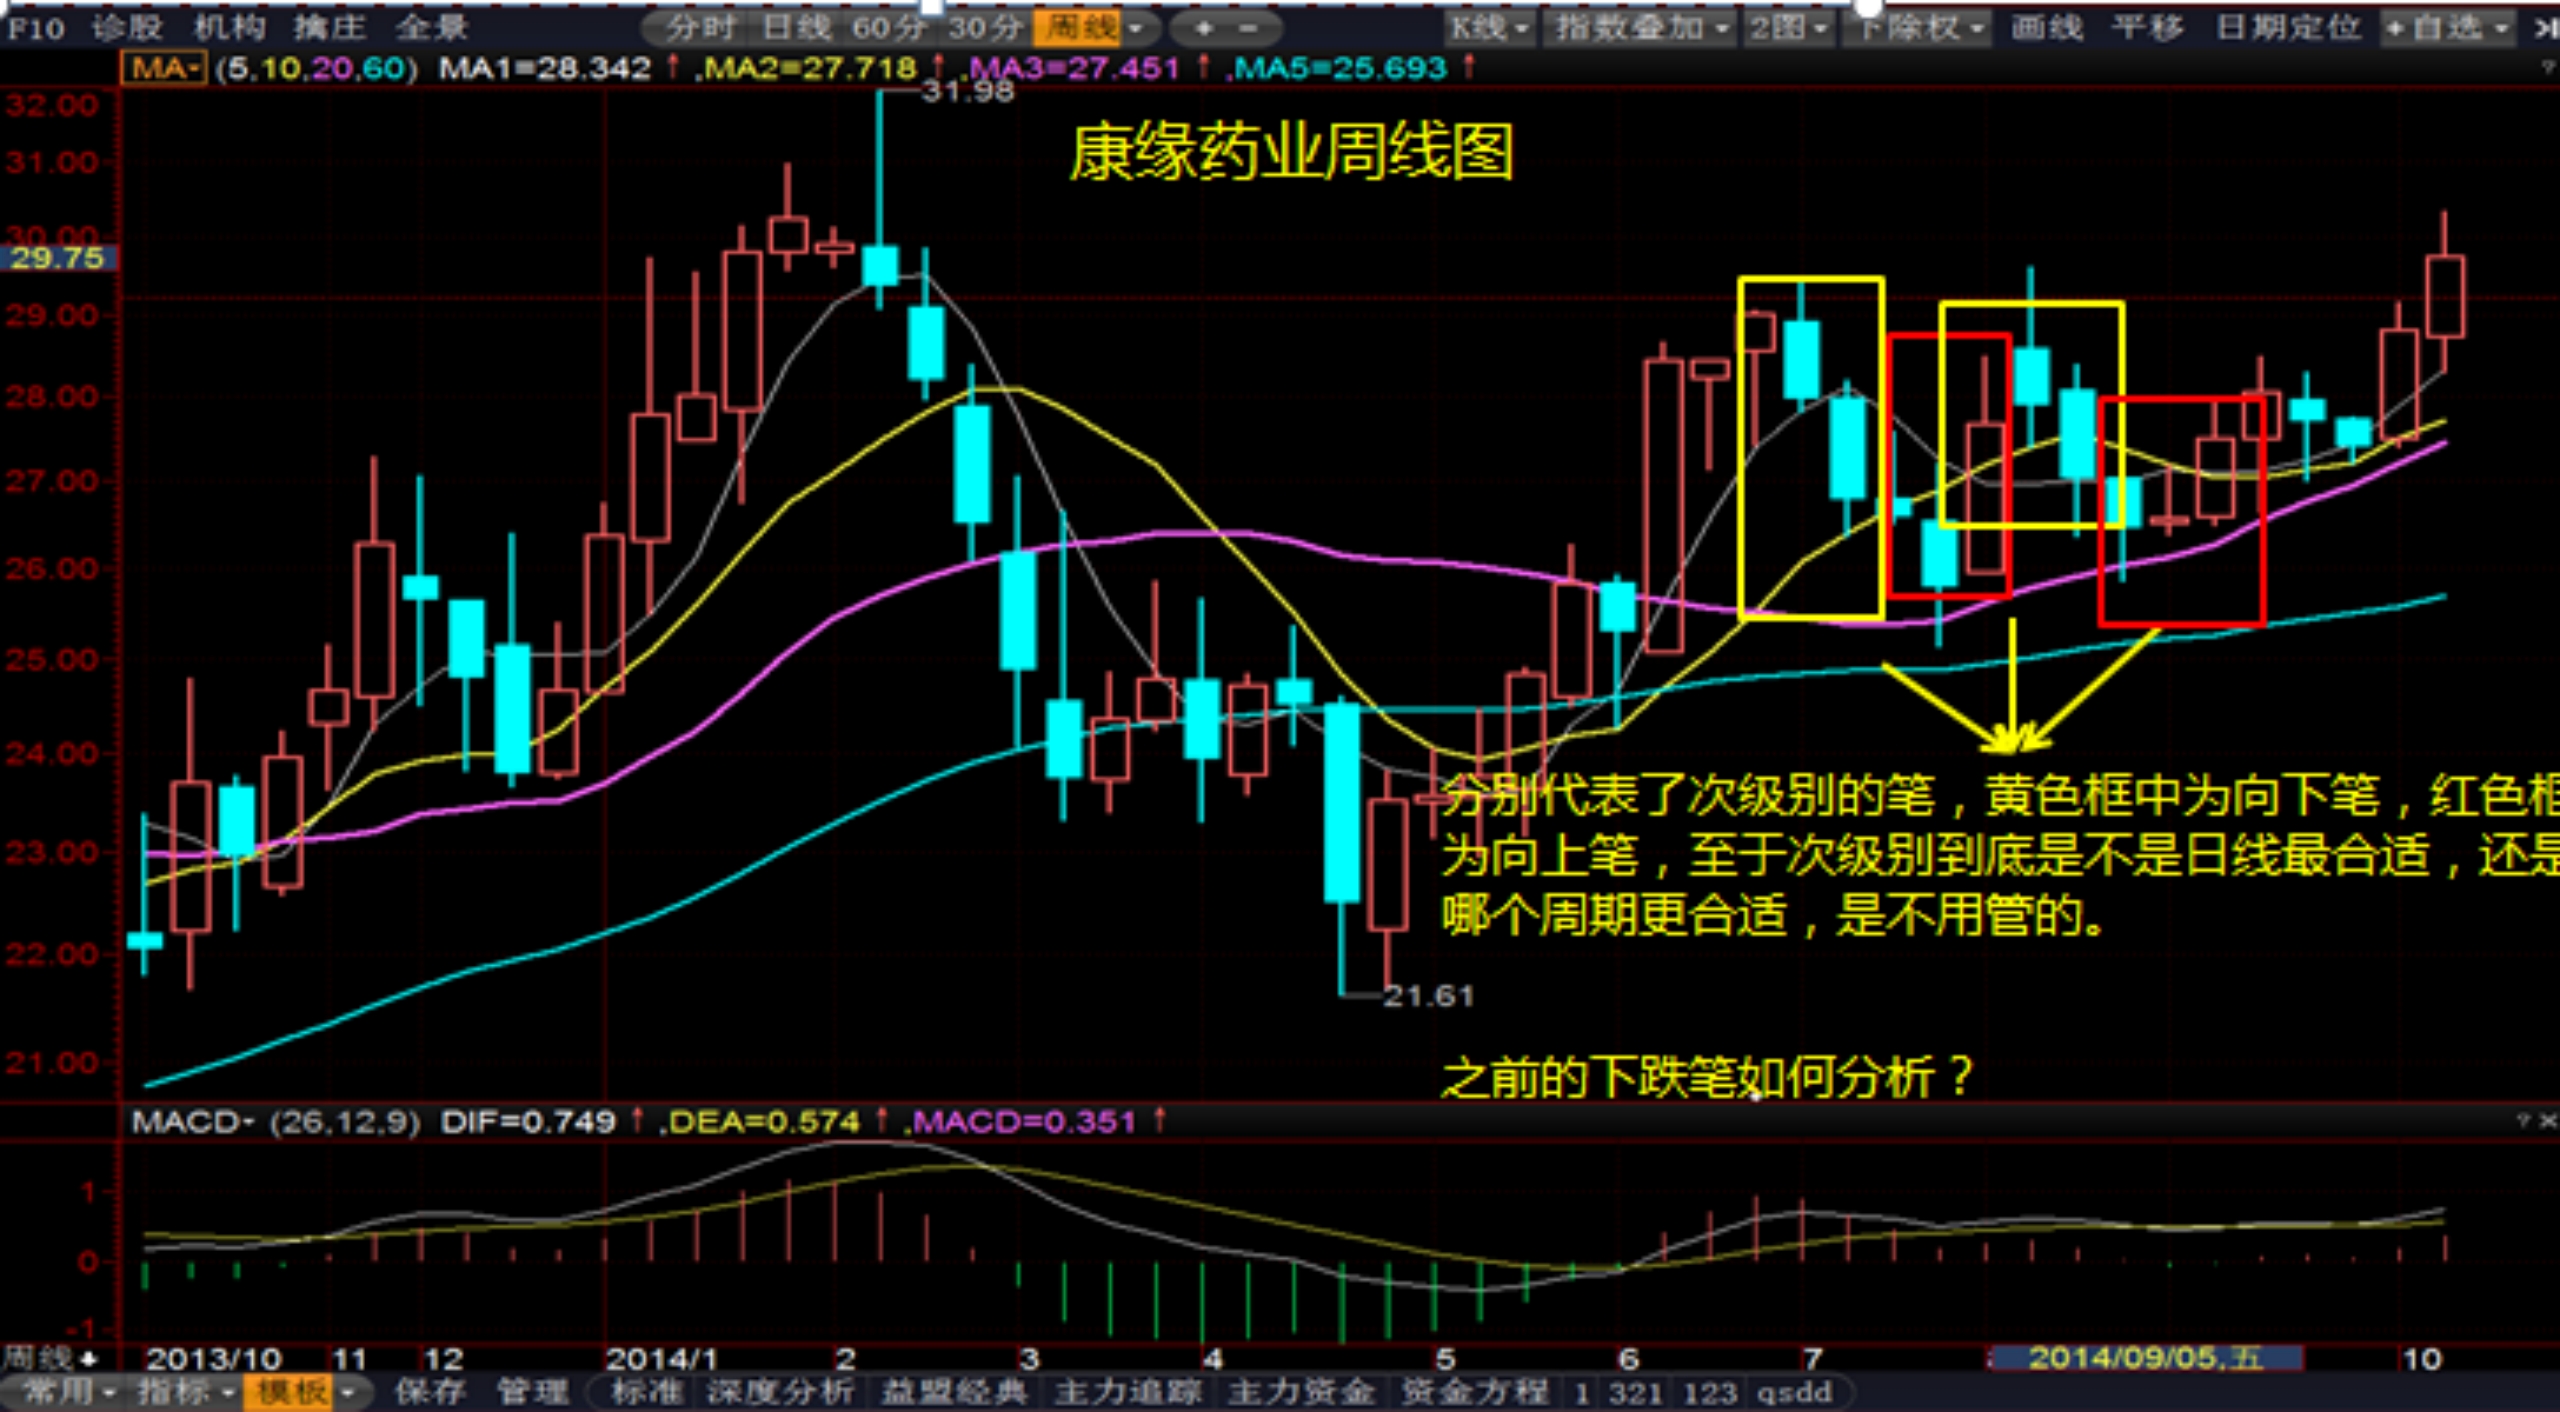 F10 诊股 机构 擒庄 全景 分时 日线 60分 30分 周线 + - K线 指数叠加 2图 下除权 画线 平移 日期定位 +自选
MA (5,10,20,60) MA1=28.342↑,MA2=27.718↑,MA3=27.451↑,MA5=25.693↑ ?
31.98
32.00
康缘药业周线图
31.00
30.00
29.75
29.00
28.00
27.00
26.00
25.00
24.00
分别代表了次级别的笔，黄色框中为向下笔，红色框
23.00
为向上笔，至于次级别到底是不是日线最合适，还是
哪个周期更合适，是不用管的。
22.00
21.61
21.00
之前的下跌笔如何分析？
MACD (26,12,9) DIF=0.749↑,DEA=0.574↑,MACD=0.351↑ ? ×
1
0
-1
周线 2013/10 11 12 2014/1 2 3 4 5 6 7 2014/09/05,五 10
常用 指标 模板 保存 管理 标准 深度分析 益盟经典 主力追踪 主力资金 资金方程 1 321 123 qsdd